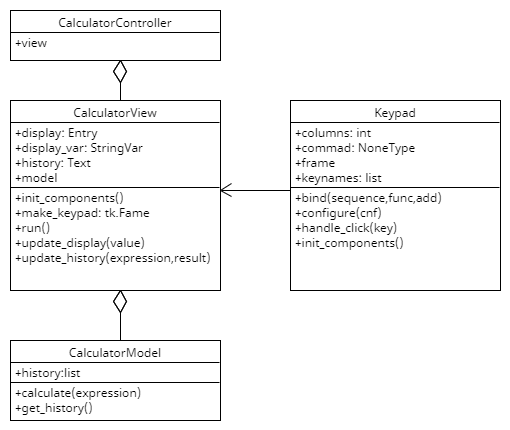 CalculatorController
+view
CalculatorView
+display: Entry
+display_var: StringVar
+history: Text
+model
+init_components()
+make_keypad: tk.Fame
+run()
+update_display(value)
+update_history(expression,result)
Keypad
+columns: int
+commad: NoneType
+frame
+keynames: list
+bind(sequence,func,add)
+configure(cnf)
+handle_click(key)
+init_components()
CalculatorModel
+history:list
+calculate(expression)
+get_history()